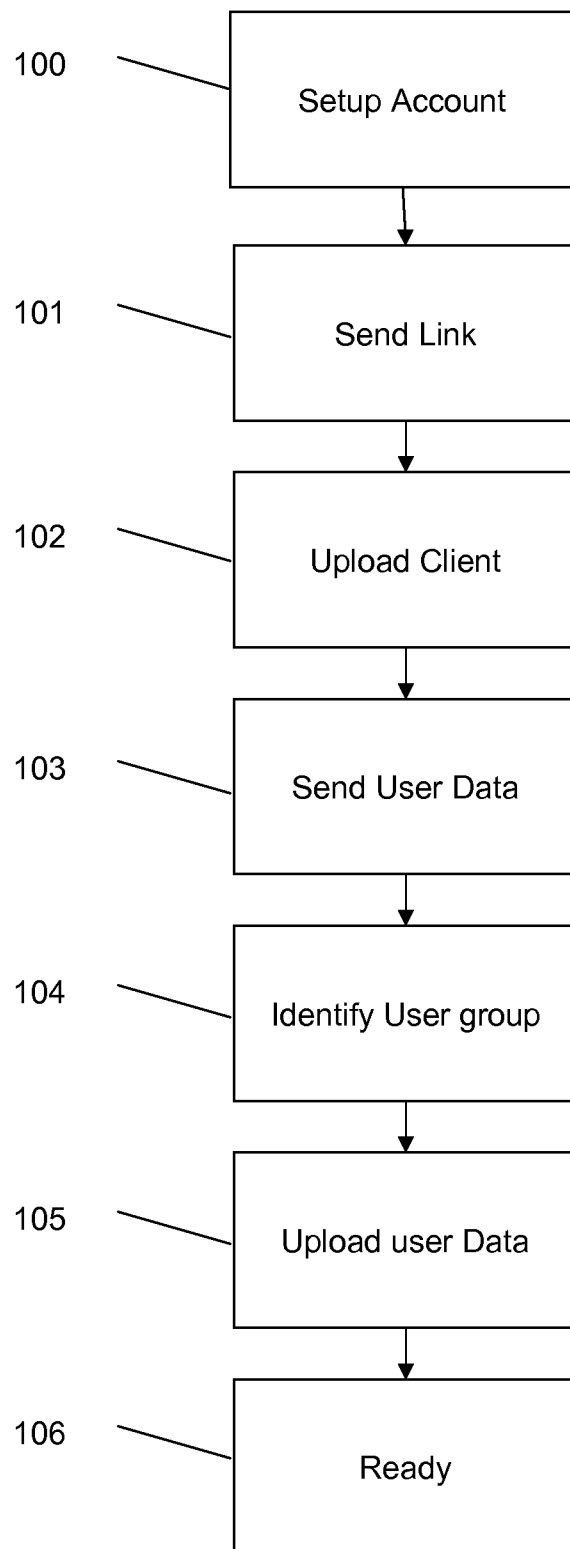 100
Setup Account
101
Send Link
102
Upload Client
103
Send User Data
104
Identify User group
105
Upload user Data
106
Ready